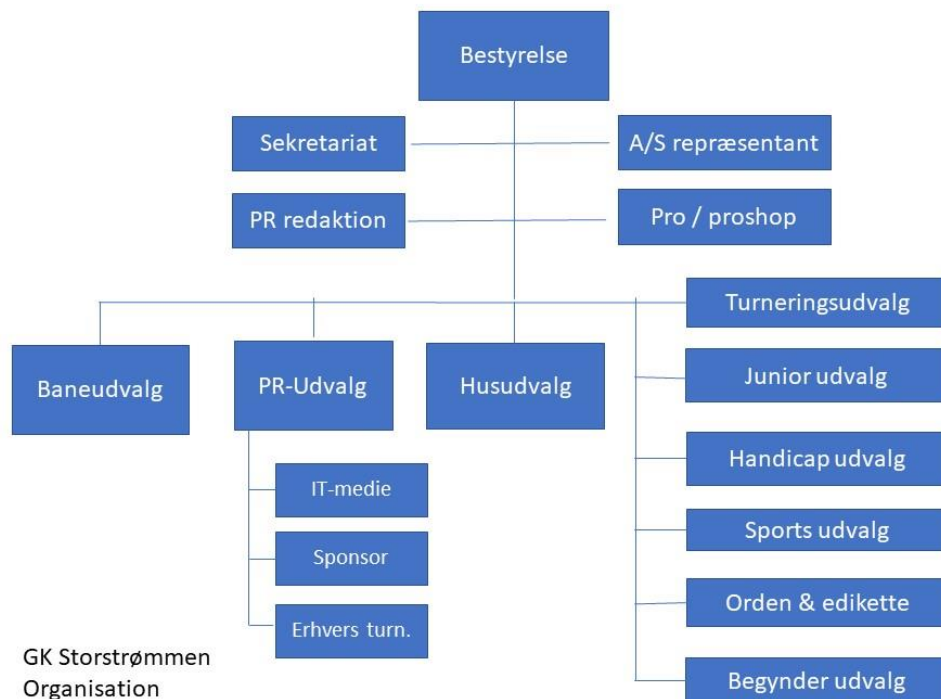 Bestyrelse
Sekretariat
A/S repræsentant
PR redaktion
Pro / proshop
Turneringsudvalg
Baneudvalg
PR-Udvalg
Husudvalg
Junior udvalg
Handicap udvalg
IT-medie
Sports udvalg
Sponsor
Orden & edikette
Erhvers turn.
Begynder udvalg
GK Storstrømmen
Organisation